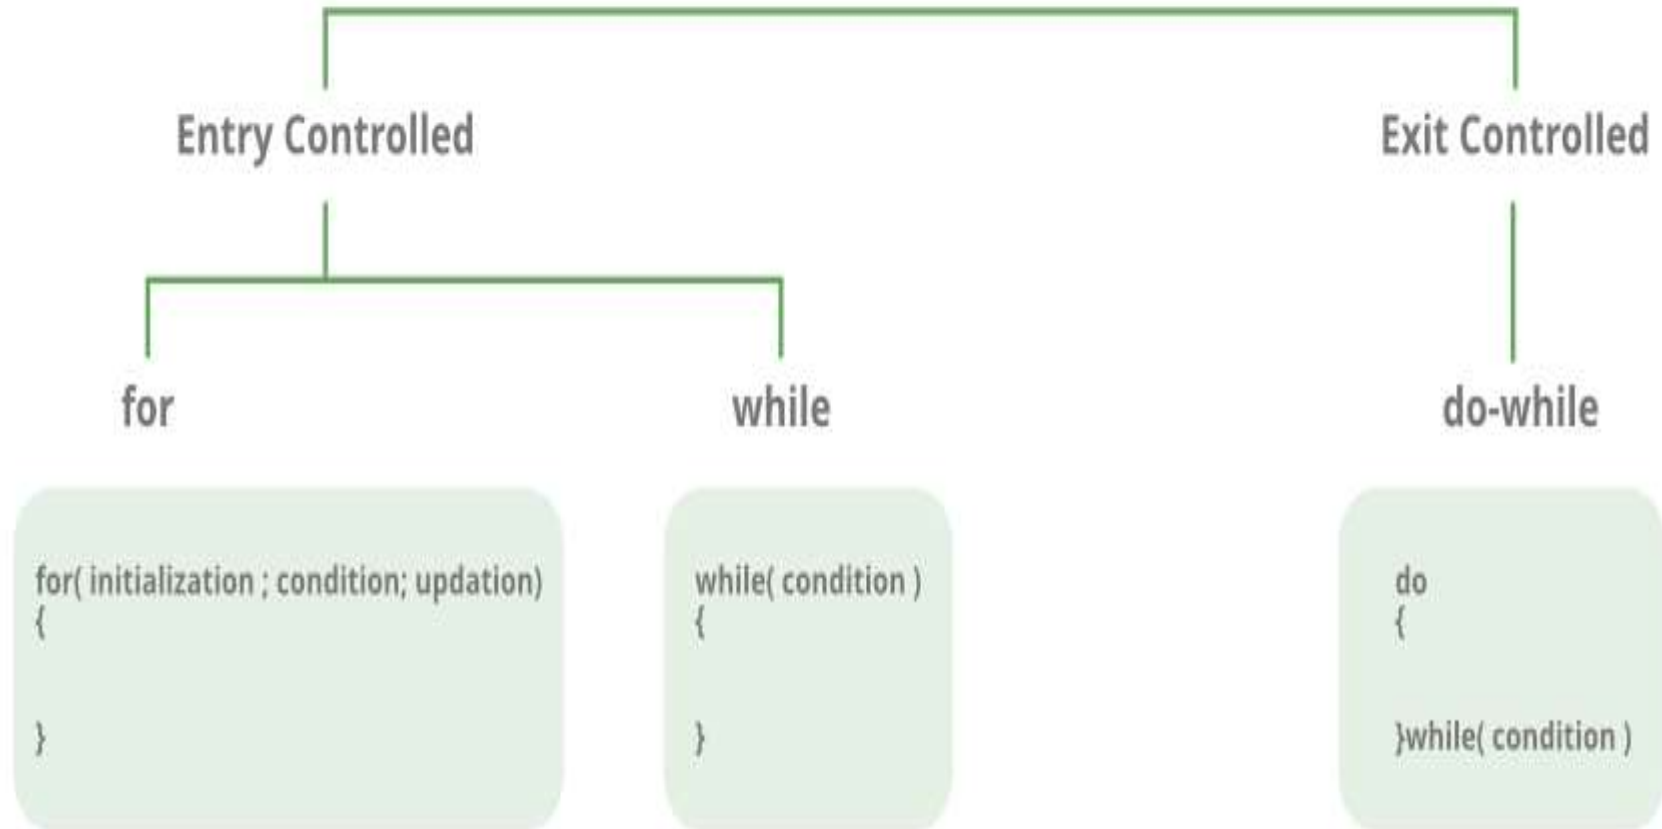 Entry Controlled
Exit Controlled
for
while
do-while
for( initialization ; condition; updation)
{
}
while( condition )
{
}
do
{
}while( condition )